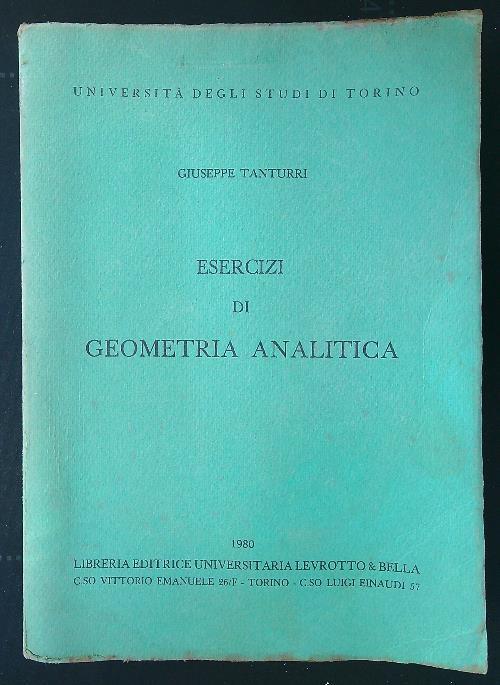 UNIVERSITÀ DEGLI STUDI DI TORINO
GIUSEPPE TANTURRI
ESERCIZI
DI
GEOMETRIA ANALITICA
1980
LIBRERIA EDITRICE UNIVERSITARIA LEVROTTO & BELLA
C.SO VITTORIO EMANUELE 26/F - TORINO - C.SO LUIGI EINAUDI 57